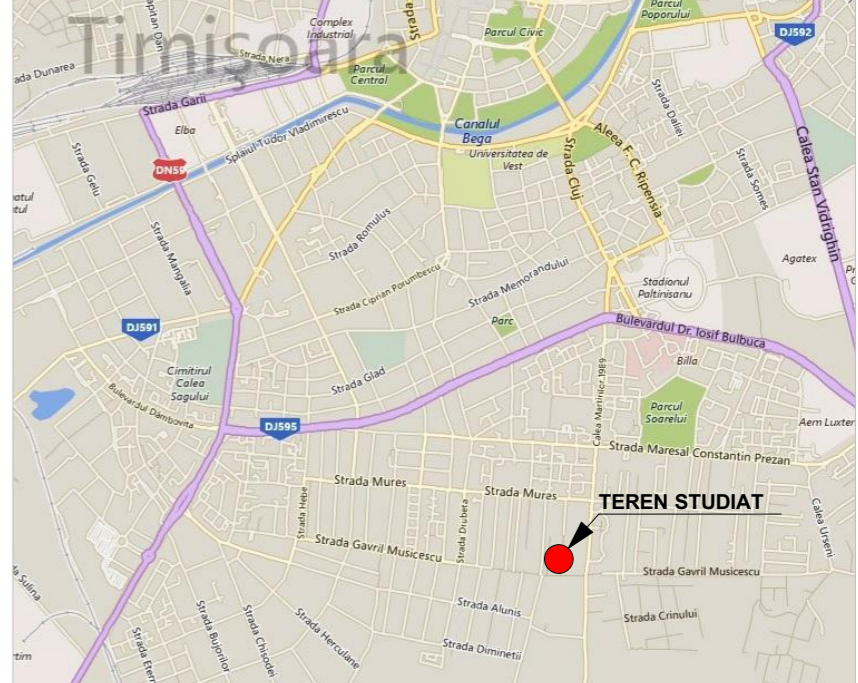 Timișoara
Complex
Industrial
Strada
Strada Nera
Parcul
Central
Parcul Civic
Parcul
Poporului
DJ592
Strada Garii
Elba
Splaiul Tudor Vladimirescu
Canalul
Bega
Universitatea de
Vest
Strada Cluj
Aleea F. C. Ripensia
Strada Daliei
Strada Somes
Calea Stan Vidrighin
DN59
Strada Gelu
Strada Mangalia
Strada Romulus
Strada Ciprian Porumbescu
Strada Memorandului
Stadionul
Paltinisanu
Agatex
Parc
Bulevardul Dr. Iosif Bulbuca
Billa
DJ591
Cimitirul
Calea
Sagului
Strada Glad
Bulevardul Dambovita
DJ595
Calea Martirilor 1989
Parcul
Soarelui
Aem Luxten
Strada Maresal Constantin Prezan
Strada Mures
Strada Mures
Strada Hebe
Strada Drubeta
TEREN STUDIAT
Calea Urseni
Strada Gavril Musicescu
Strada Gavril Musicescu
Strada Alunis
Strada Crinului
Strada Diminetii
Strada Herculane
Strada Chisodei
Strada Bujorilor